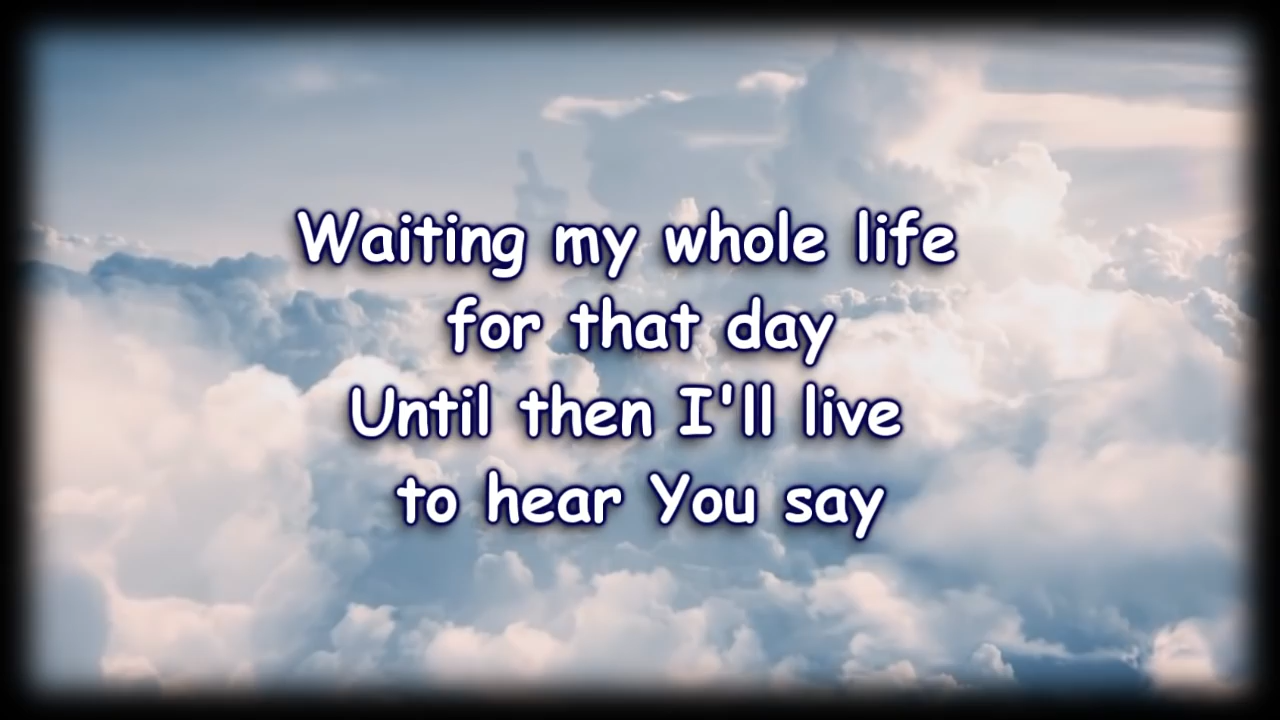 Waiting my whole life
for that day
Until then I'll live
to hear You say